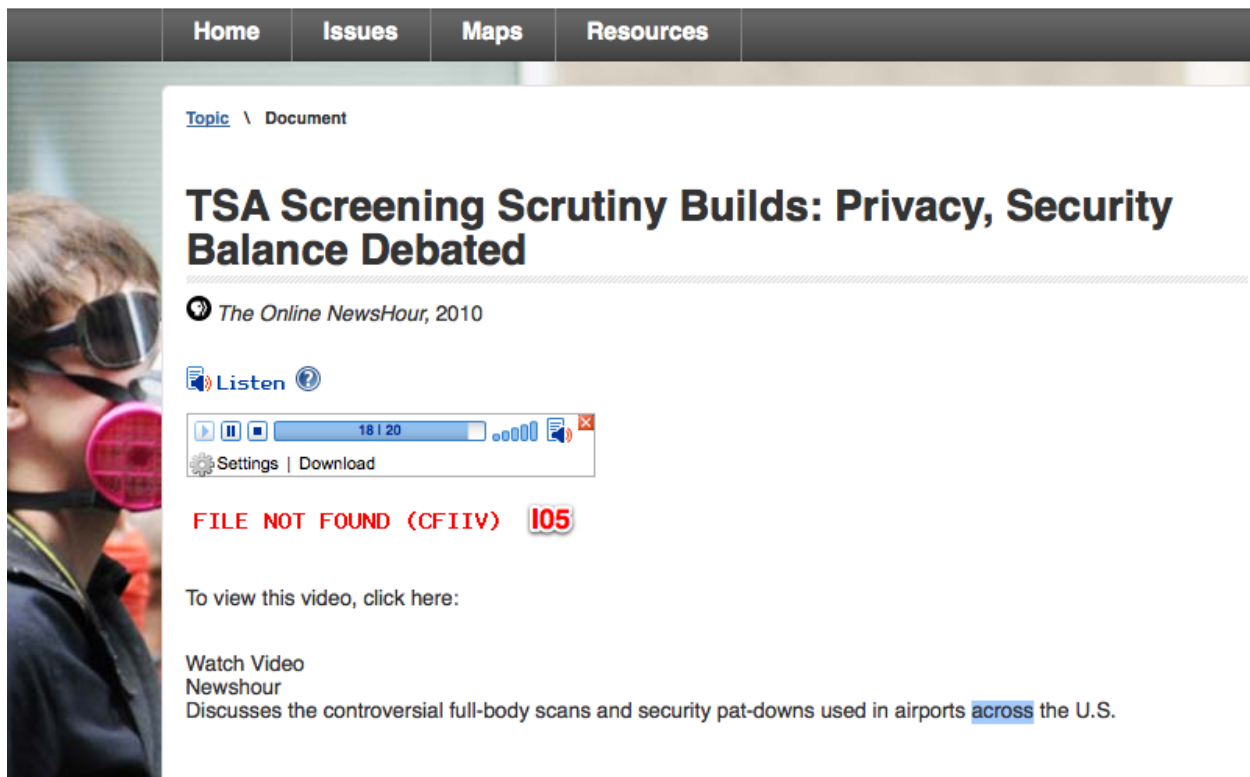 Home Issues Maps Resources
Topic \ Document
TSA Screening Scrutiny Builds: Privacy, Security
Balance Debated
The Online NewsHour, 2010
Listen ?
18 | 20
Settings | Download
FILE NOT FOUND (CFIIV) I05
To view this video, click here:
Watch Video
Newshour
Discusses the controversial full-body scans and security pat-downs used in airports across the U.S.